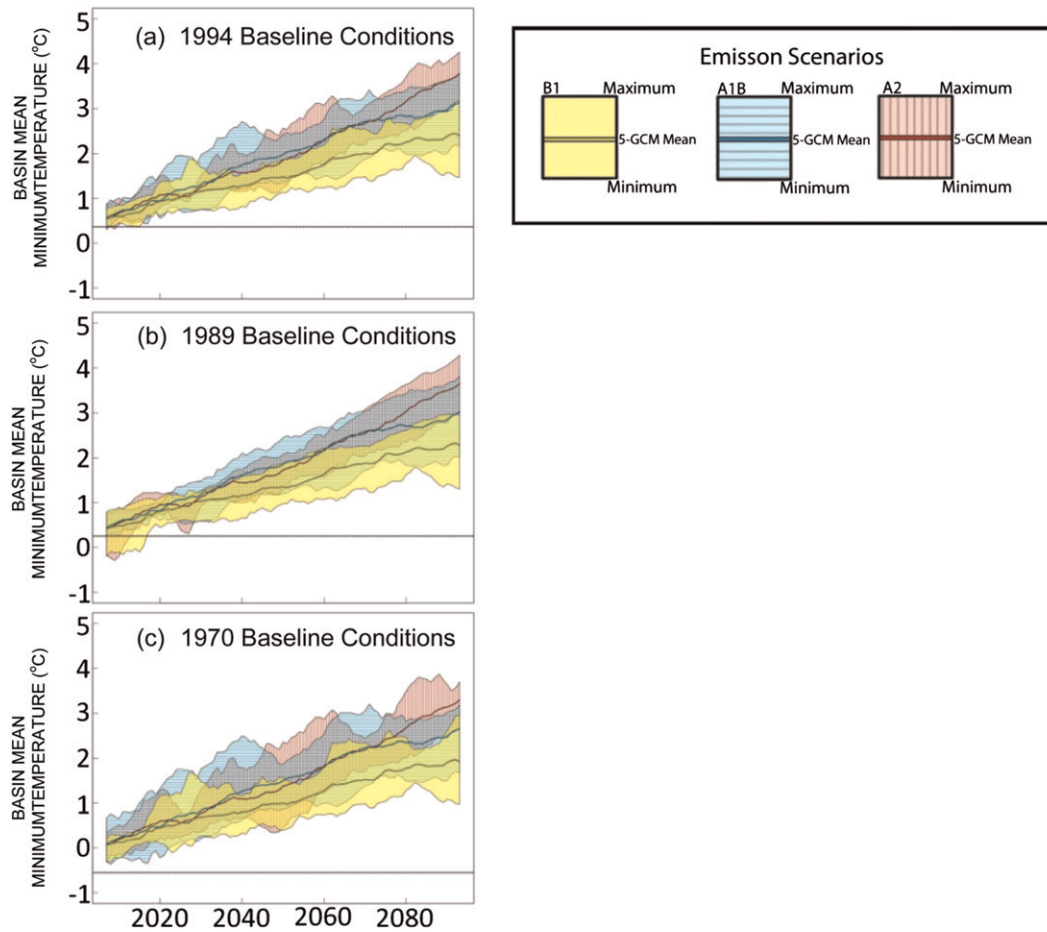 (a) 1994 Baseline Conditions
BASIN MEAN
MINIMUMTEMPERATURE (°C)
5
4
3
2
1
0
-1
(b) 1989 Baseline Conditions
BASIN MEAN
MINIMUMTEMPERATURE (°C)
5
4
3
2
1
0
-1
(c) 1970 Baseline Conditions
BASIN MEAN
MINIMUMTEMPERATURE (°C)
5
4
3
2
1
0
-1
2020 2040 2060 2080
Emisson Scenarios
B1 Maximum
5-GCM Mean
Minimum
A1B Maximum
5-GCM Mean
Minimum
A2 Maximum
5-GCM Mean
Minimum